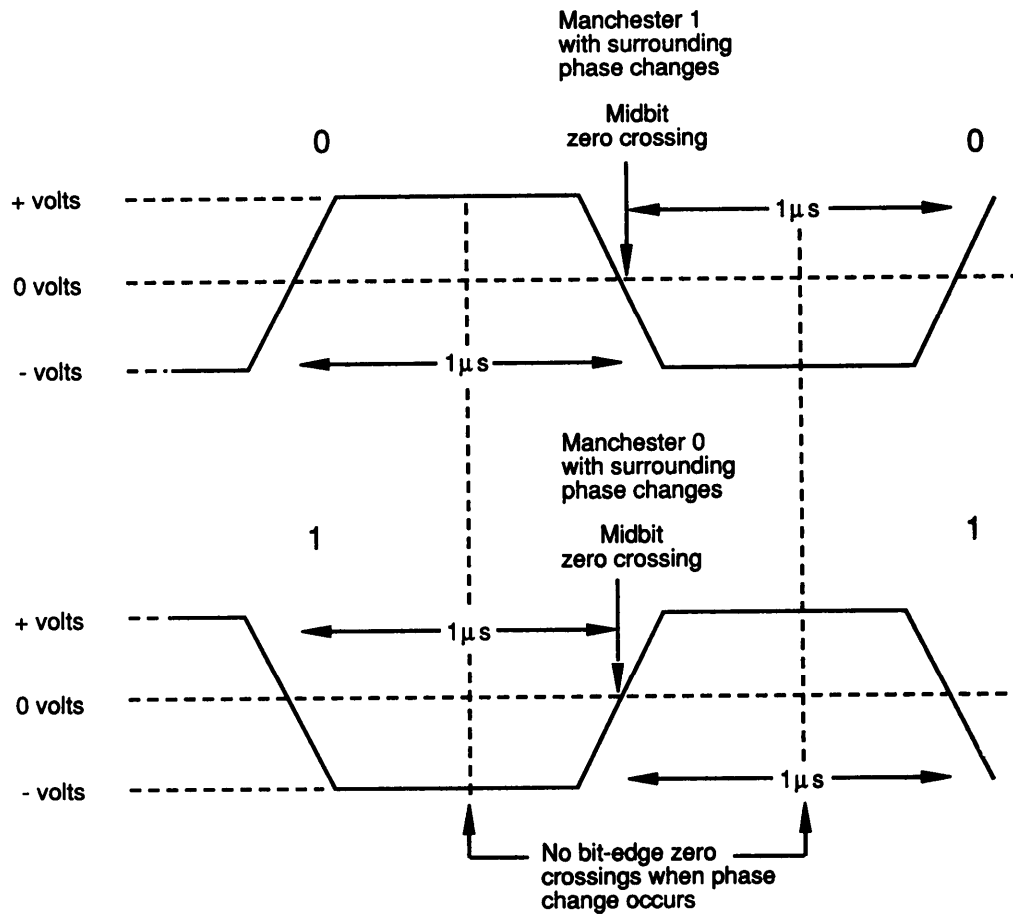 Manchester 1
with surrounding
phase changes
Midbit
zero crossing
0
0
+ volts
1μs
0 volts
- volts
1μs
Manchester 0
with surrounding
phase changes
1
1
Midbit
zero crossing
+ volts
1μs
0 volts
- volts
1μs
No bit-edge zero
crossings when phase
change occurs